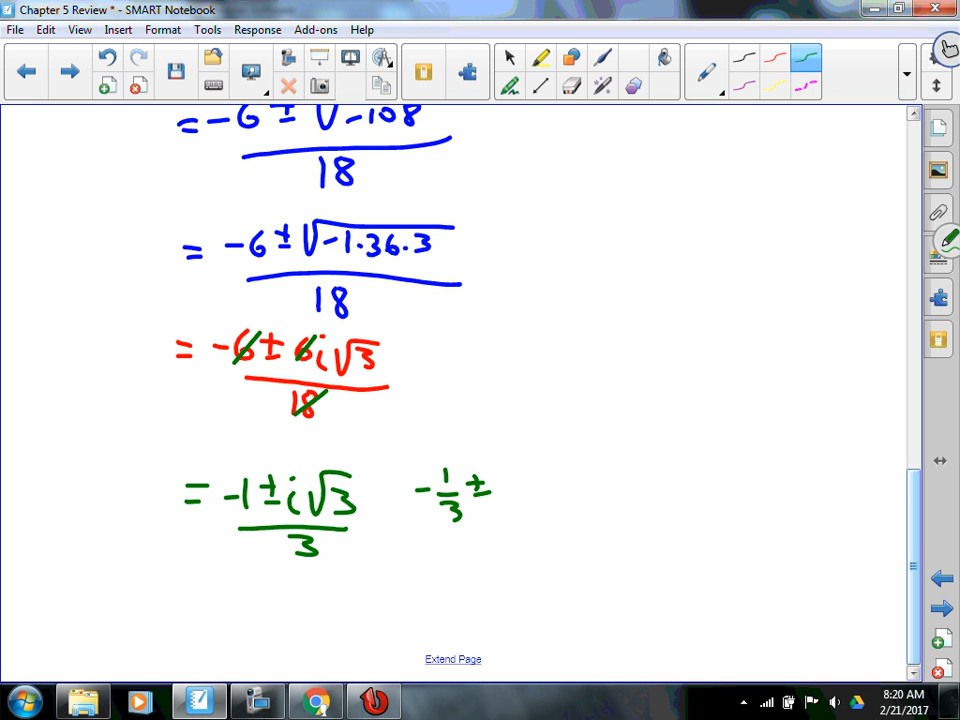 Chapter 5 Review * - SMART Notebook
File Edit View Insert Format Tools Response Add-ons Help
= -6 ± √-108
18
= -6 ± √-1·36·3
18
= -6 ± 6i√3
18
= -1 ± i√3
3
-1/3 ±
Extend Page
8:20 AM
2/21/2017